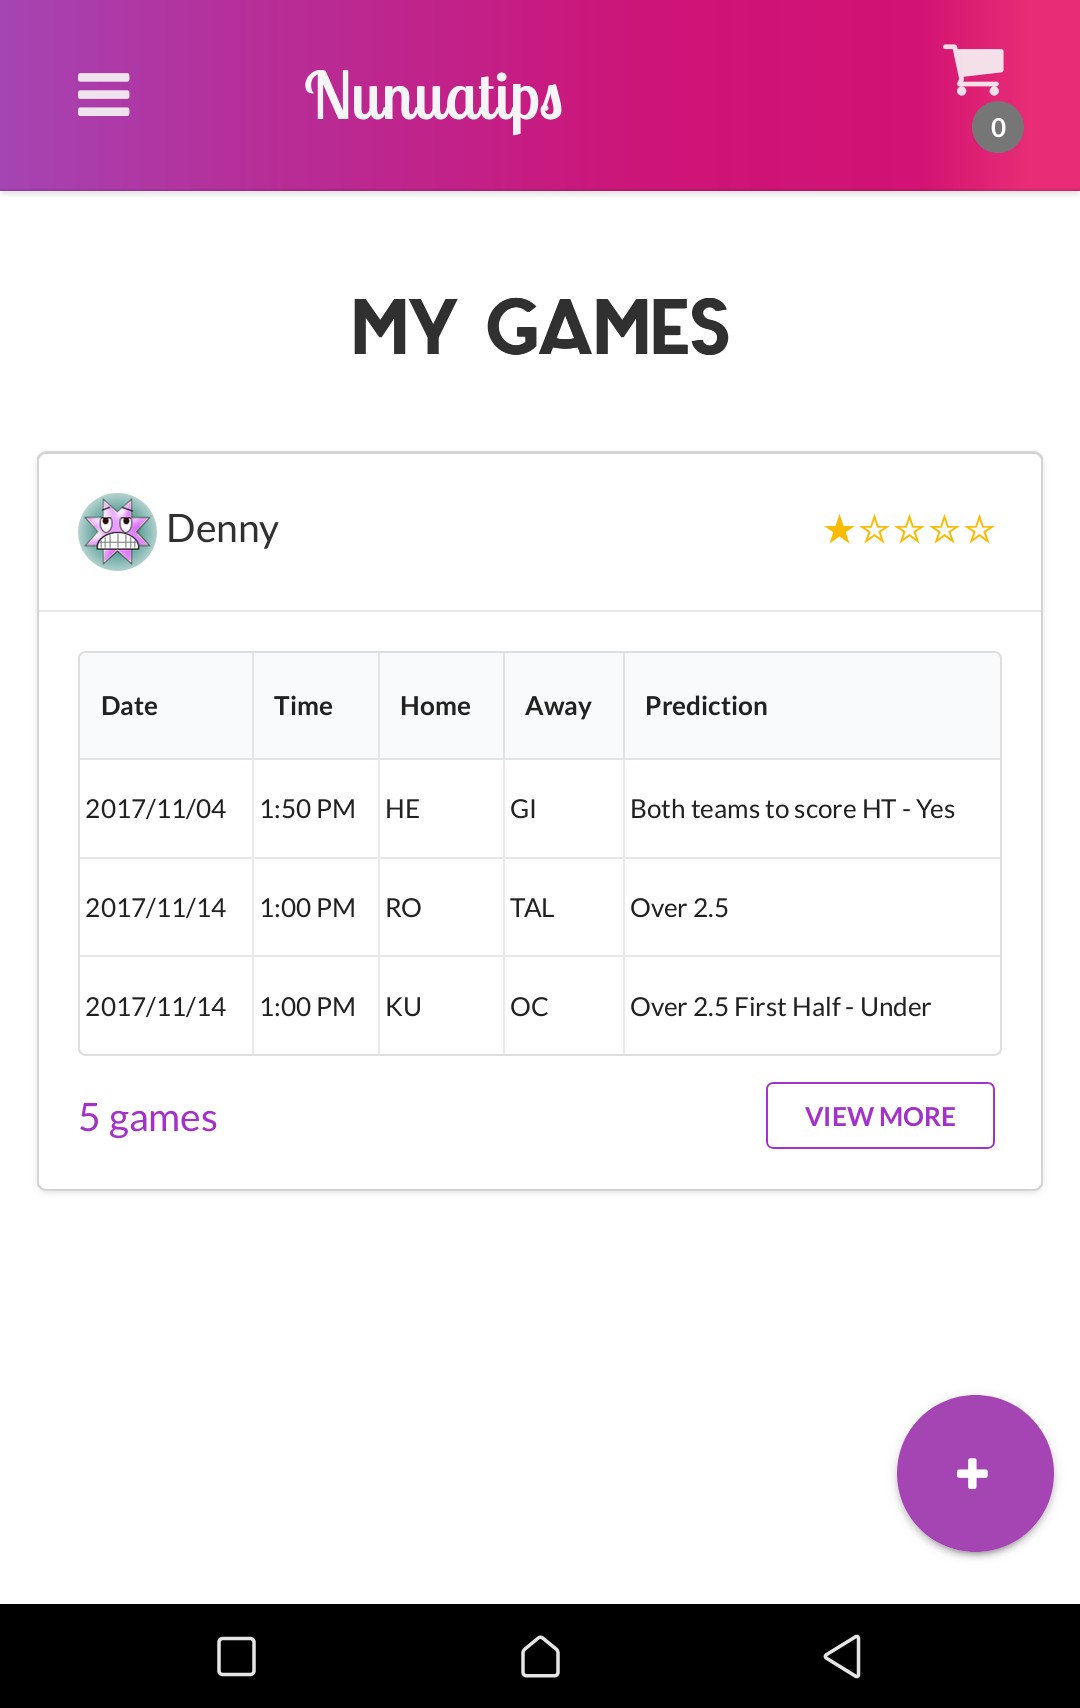 Nunuatips
0
MY GAMES
Denny
Date Time Home Away Prediction
2017/11/04 1:50 PM HE GI Both teams to score HT - Yes
2017/11/14 1:00 PM RO TAL Over 2.5
2017/11/14 1:00 PM KU OC Over 2.5 First Half - Under
5 games VIEW MORE